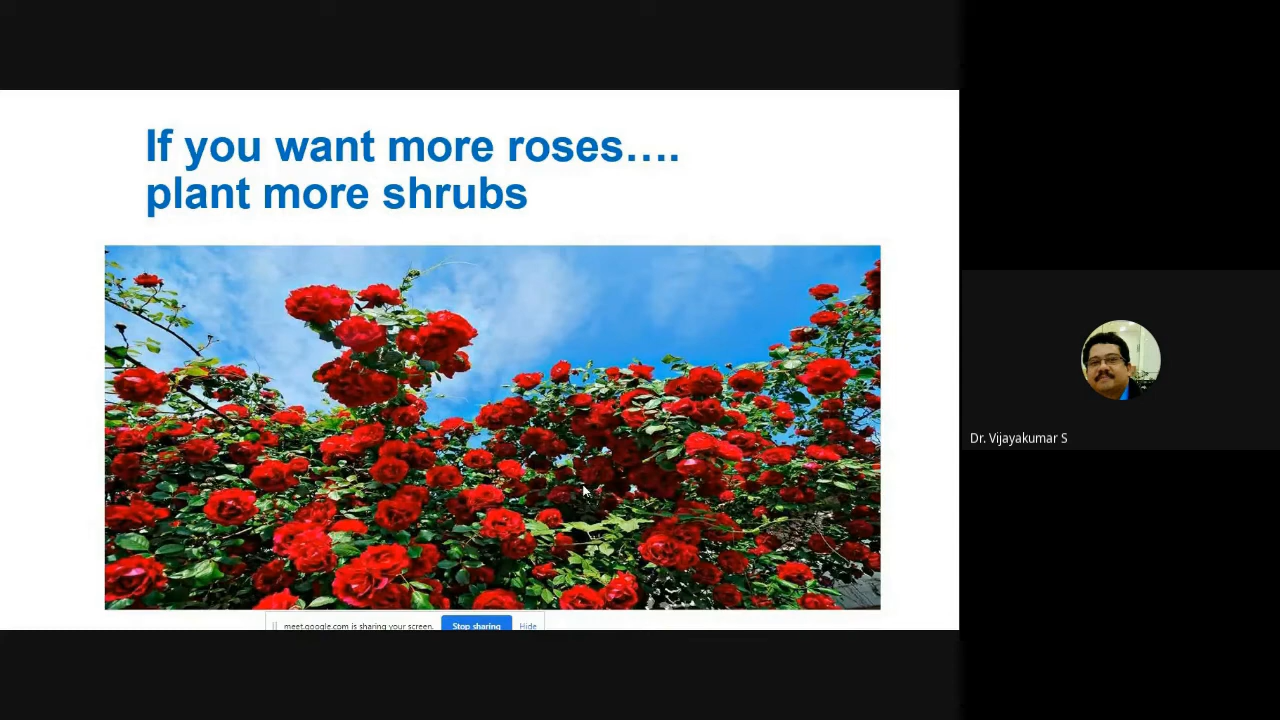 If you want more roses….
plant more shrubs
Dr. Vijayakumar S
meet.google.com is sharing your screen. Stop sharing Hide